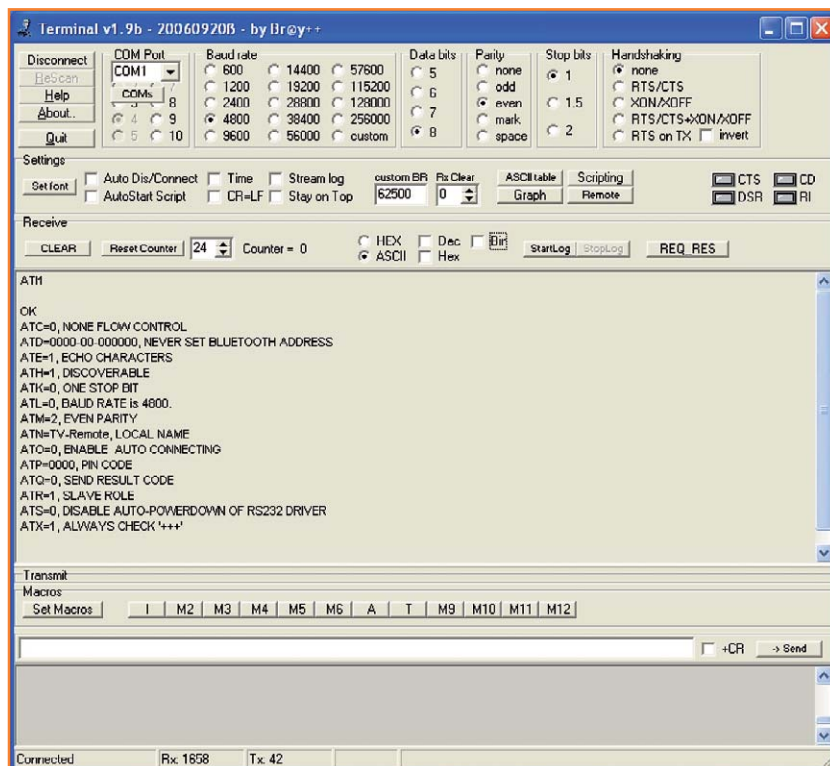 Terminal v1.9b - 20060920ß - by Br@y++
Disconnect
ReScan
Help
About..
Quit
COM Port
COM1
COMs
8
4 9
5 10
Baud rate
600 14400 57600
1200 19200 115200
2400 28800 128000
4800 38400 256000
9600 56000 custom
Data bits
5
6
7
8
Parity
none
odd
even
mark
space
Stop bits
1
1.5
2
Handshaking
none
RTS/CTS
XON/XOFF
RTS/CTS+XON/XOFF
RTS on TX invert
Settings
Set font
Auto Dis/Connect Time Stream log
AutoStart Script CR=LF Stay on Top
custom BR Rx Clear
62500 0
ASCII table Scripting
Graph Remote
CTS CD
DSR RI
Receive
CLEAR Reset Counter 24 Counter = 0
HEX Dec Bin
ASCII Hex
StartLog StopLog REQ_RES
OK
ATC=0, NONE FLOW CONTROL
ATD=0000-00-000000, NEVER SET BLUETOOTH ADDRESS
ATE=1, ECHO CHARACTERS
ATH=1, DISCOVERABLE
ATK=0, ONE STOP BIT
ATL=0, BAUD RATE is 4800.
ATM=2, EVEN PARITY
ATN=TV-Remote, LOCAL NAME
ATO=0, ENABLE AUTO CONNECTING
ATP=0000, PIN CODE
ATQ=0, SEND RESULT CODE
ATR=1, SLAVE ROLE
ATS=0, DISABLE AUTO-POWERDOWN OF RS232 DRIVER
ATX=1, ALWAYS CHECK '+++'
Transmit
Macros
Set Macros I M2 M3 M4 M5 M6 A T M9 M10 M11 M12
+CR -> Send
Connected Rx: 1658 Tx: 42